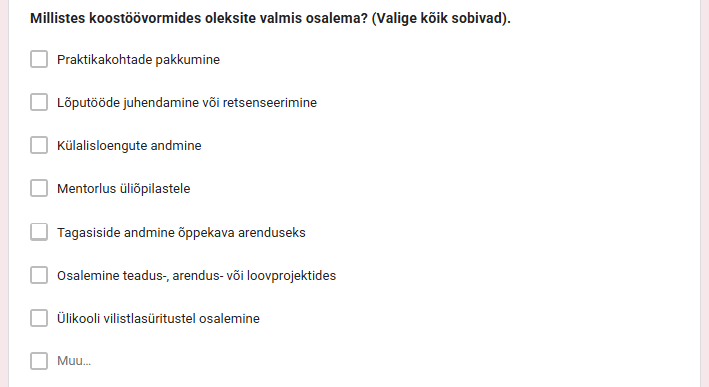 Millistes koostöövormides oleksite valmis osalema? (Valige kõik sobivad).
Praktikakohtade pakkumine
Lõputööde juhendamine või retsenseerimine
Külalisloengute andmine
Mentorlus üliõpilastele
Tagasiside andmine õppekava arenduseks
Osalemine teadus-, arendus- või loovprojektides
Ülikooli vilistlasüritustel osalemine
Muu...